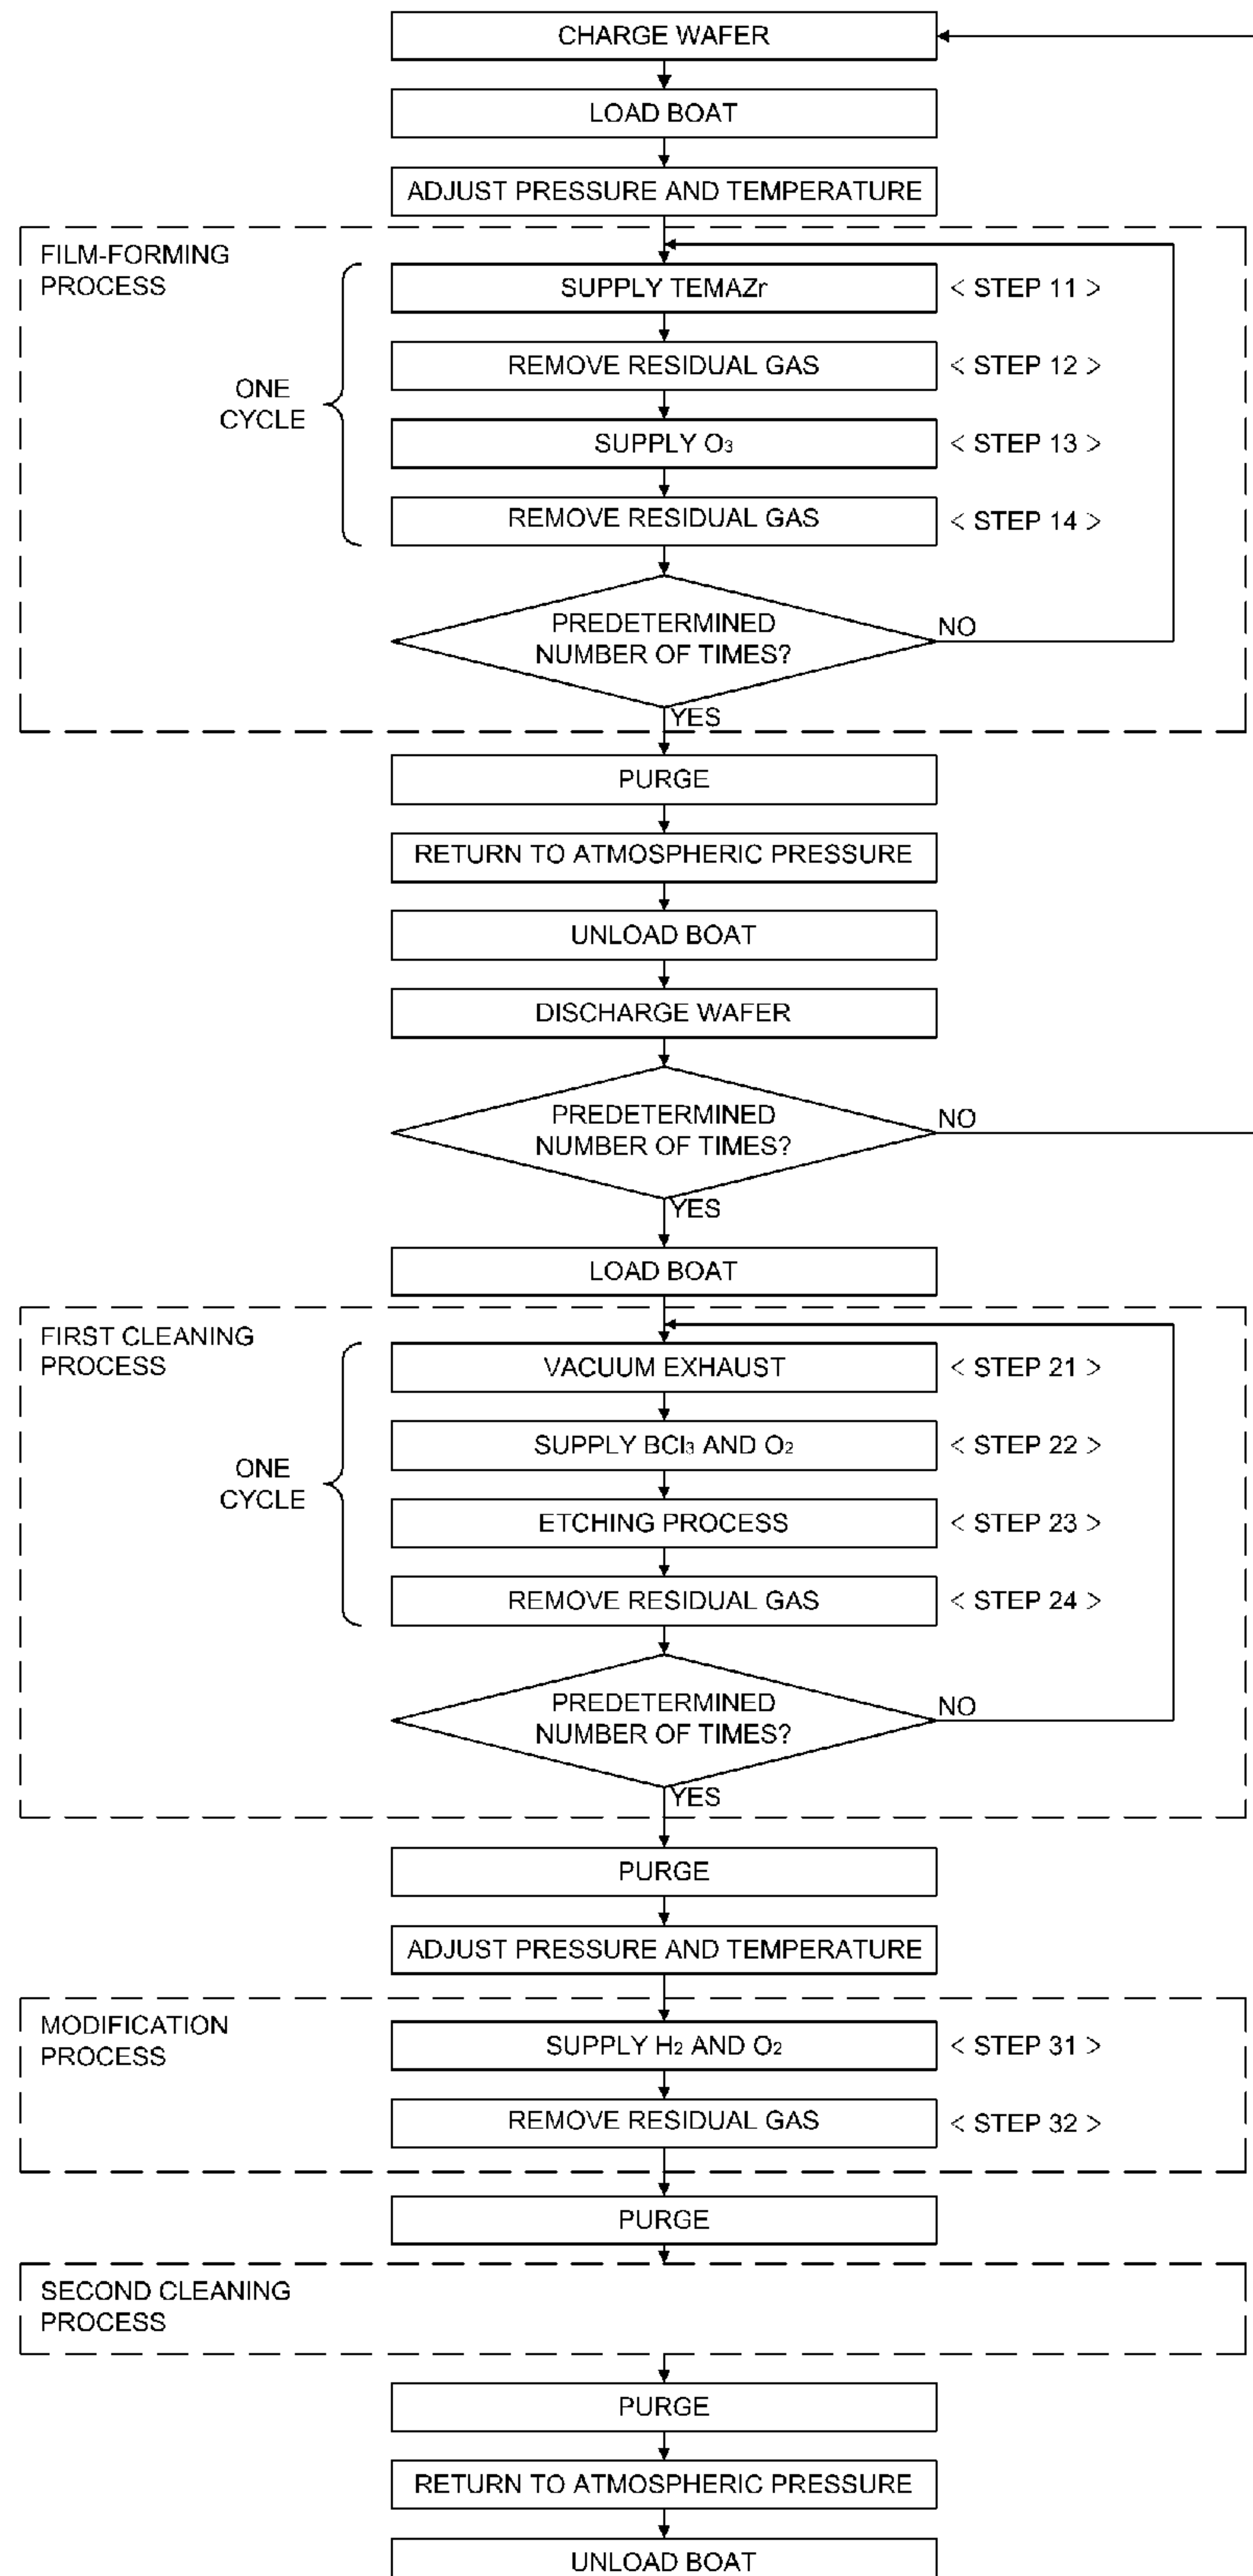 CHARGE WAFER
LOAD BOAT
ADJUST PRESSURE AND TEMPERATURE
FILM-FORMING
PROCESS
ONE
CYCLE
SUPPLY TEMAZr
< STEP 11 >
REMOVE RESIDUAL GAS
< STEP 12 >
SUPPLY O₃
< STEP 13 >
REMOVE RESIDUAL GAS
< STEP 14 >
PREDETERMINED
NUMBER OF TIMES?
NO
YES
PURGE
RETURN TO ATMOSPHERIC PRESSURE
UNLOAD BOAT
DISCHARGE WAFER
PREDETERMINED
NUMBER OF TIMES?
NO
YES
LOAD BOAT
FIRST CLEANING
PROCESS
ONE
CYCLE
VACUUM EXHAUST
< STEP 21 >
SUPPLY BCl₃ AND O₂
< STEP 22 >
ETCHING PROCESS
< STEP 23 >
REMOVE RESIDUAL GAS
< STEP 24 >
PREDETERMINED
NUMBER OF TIMES?
NO
YES
PURGE
ADJUST PRESSURE AND TEMPERATURE
MODIFICATION
PROCESS
SUPPLY H₂ AND O₂
< STEP 31 >
REMOVE RESIDUAL GAS
< STEP 32 >
PURGE
SECOND CLEANING
PROCESS
PURGE
RETURN TO ATMOSPHERIC PRESSURE
UNLOAD BOAT